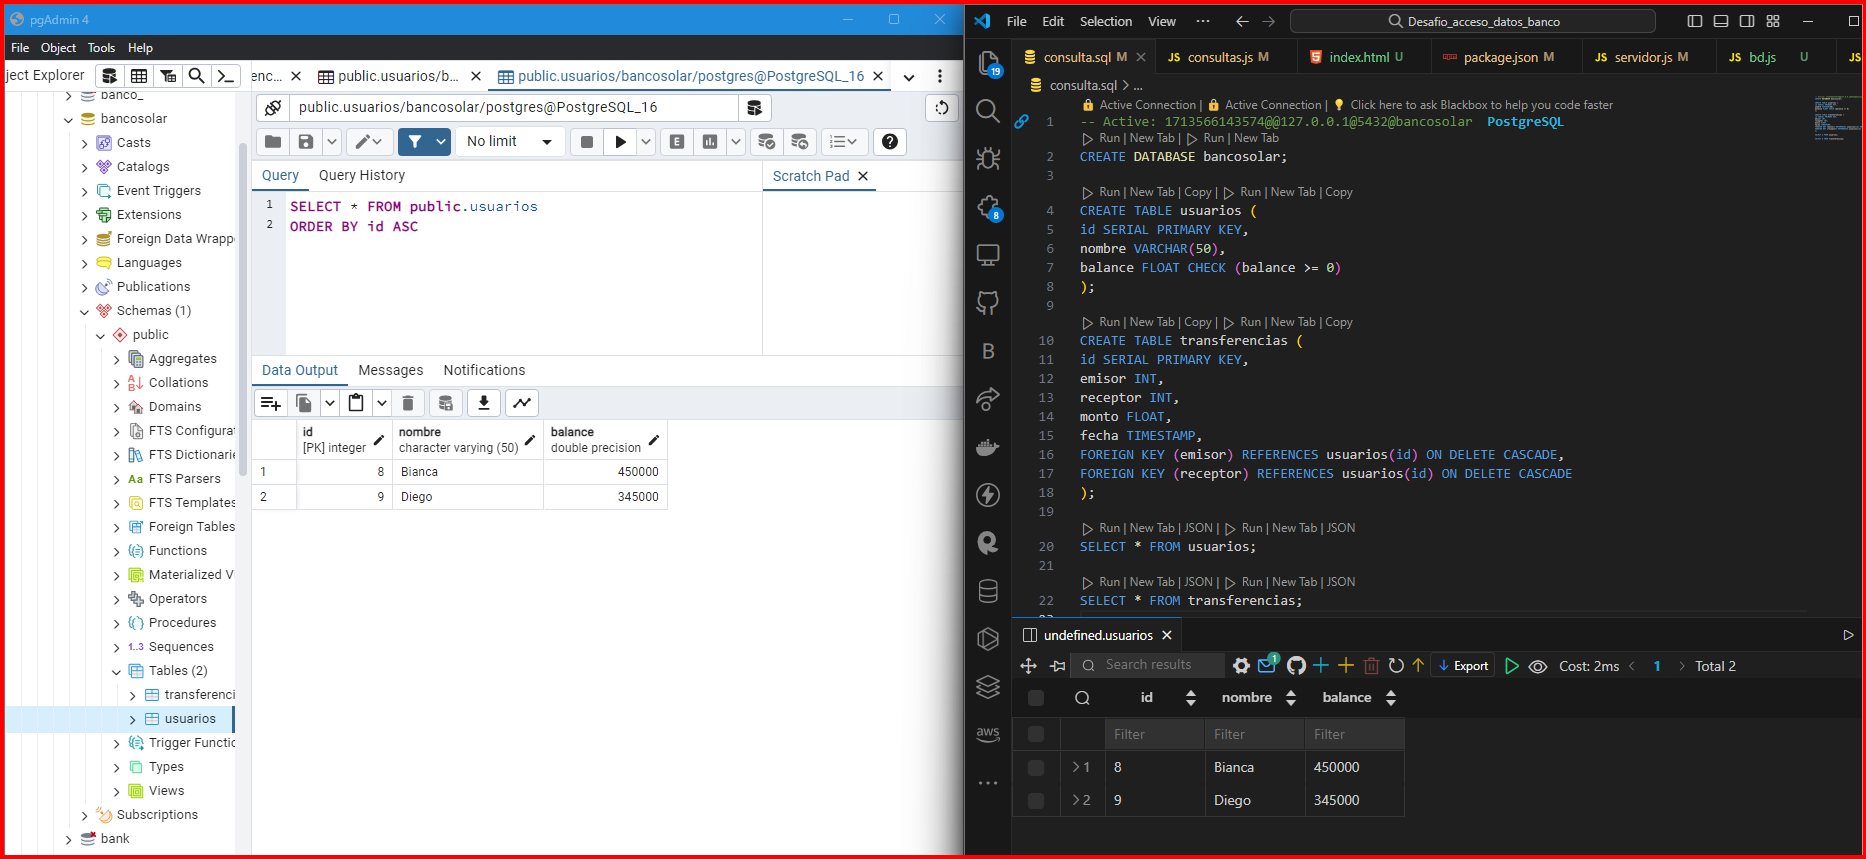 pgAdmin 4
File Object Tools Help
ject Explorer
banco_
bancosolar
Casts
Catalogs
Event Triggers
Extensions
Foreign Data Wrapp
Languages
Publications
Schemas (1)
public
Aggregates
Collations
Domains
FTS Configurat
FTS Dictionarie
FTS Parsers
FTS Templates
Foreign Tables
Functions
Materialized V
Operators
Procedures
1..3 Sequences
Tables (2)
transferenci
usuarios
Trigger Functic
Types
Views
Subscriptions
bank
enc... public.usuarios/b... public.usuarios/bancosolar/postgres@PostgreSQL_16
public.usuarios/bancosolar/postgres@PostgreSQL_16
No limit
Query Query History
Scratch Pad
1 SELECT * FROM public.usuarios
2 ORDER BY id ASC
Data Output Messages Notifications
id nombre balance
[PK] integer character varying (50) double precision
1 8 Bianca 450000
2 9 Diego 345000
File Edit Selection View ... Desafio_acceso_datos_banco
consulta.sql M JS consultas.js M index.html U package.json M JS servidor.js M JS bd.js U JS
consulta.sql > ...
Active Connection | Active Connection | Click here to ask Blackbox to help you code faster
1 -- Active: 1713566143574@@127.0.0.1@5432@bancosolar PostgreSQL
Run | New Tab | Run | New Tab
2 CREATE DATABASE bancosolar;
3
Run | New Tab | Copy | Run | New Tab | Copy
4 CREATE TABLE usuarios (
5 id SERIAL PRIMARY KEY,
6 nombre VARCHAR(50),
7 balance FLOAT CHECK (balance >= 0)
8 );
9
Run | New Tab | Copy | Run | New Tab | Copy
10 CREATE TABLE transferencias (
11 id SERIAL PRIMARY KEY,
12 emisor INT,
13 receptor INT,
14 monto FLOAT,
15 fecha TIMESTAMP,
16 FOREIGN KEY (emisor) REFERENCES usuarios(id) ON DELETE CASCADE,
17 FOREIGN KEY (receptor) REFERENCES usuarios(id) ON DELETE CASCADE
18 );
19
Run | New Tab | JSON | Run | New Tab | JSON
20 SELECT * FROM usuarios;
21
Run | New Tab | JSON | Run | New Tab | JSON
22 SELECT * FROM transferencias;
19
8
B
aws
undefined.usuarios
Search results 1 Export Cost: 2ms < 1 > Total 2
id nombre balance
Filter Filter Filter
1 8 Bianca 450000
2 9 Diego 345000